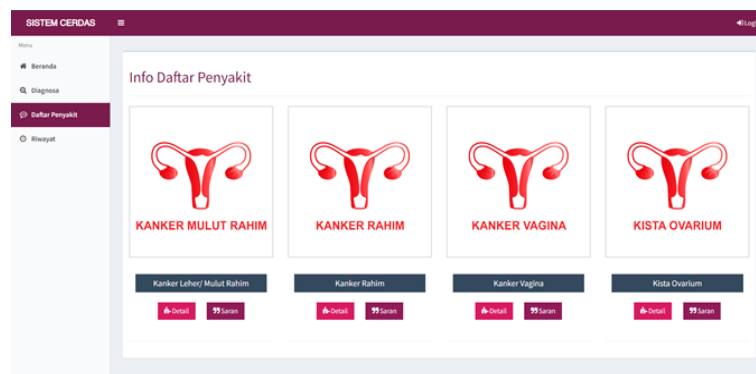 SISTEM CERDAS
Menu
Beranda
Diagnosa
Daftar Penyakit
Riwayat
Info Daftar Penyakit
KANKER MULUT RAHIM
KANKER RAHIM
KANKER VAGINA
KISTA OVARIUM
Kanker Leher/ Mulut Rahim
Kanker Rahim
Kanker Vagina
Kista Ovarium
Detail Saran
Detail Saran
Detail Saran
Detail Saran